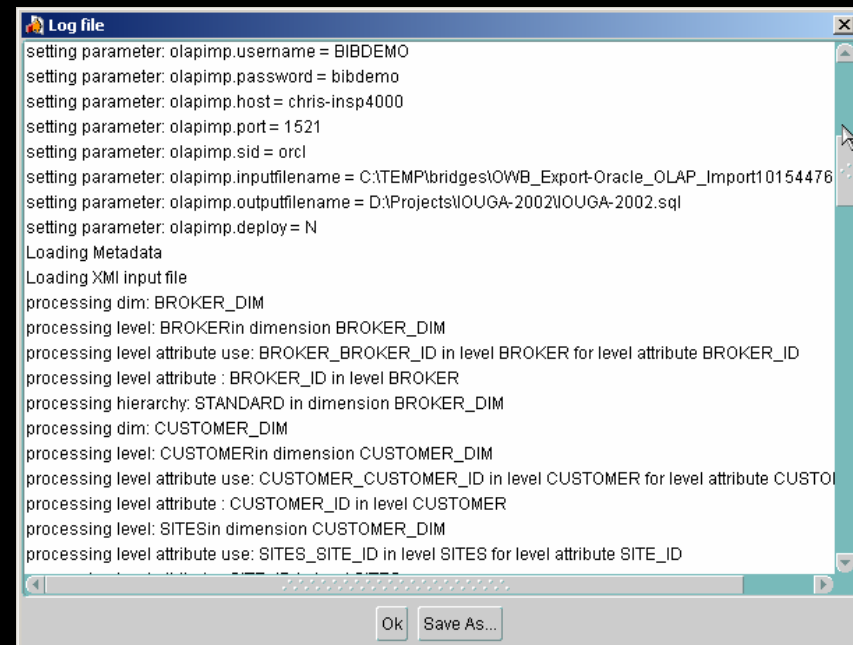 Log file
setting parameter: olapimp.username = BIBDEMO
setting parameter: olapimp.password = bibdemo
setting parameter: olapimp.host = chris-insp4000
setting parameter: olapimp.port = 1521
setting parameter: olapimp.sid = orcl
setting parameter: olapimp.inputfilename = C:\TEMP\bridges\OWB_Export-Oracle_OLAP_Import10154476
setting parameter: olapimp.outputfilename = D:\Projects\IOUGA-2002\IOUGA-2002.sql
setting parameter: olapimp.deploy = N
Loading Metadata
Loading XMI input file
processing dim: BROKER_DIM
processing level: BROKERin dimension BROKER_DIM
processing level attribute use: BROKER_BROKER_ID in level BROKER for level attribute BROKER_ID
processing level attribute : BROKER_ID in level BROKER
processing hierarchy: STANDARD in dimension BROKER_DIM
processing dim: CUSTOMER_DIM
processing level: CUSTOMERin dimension CUSTOMER_DIM
processing level attribute use: CUSTOMER_CUSTOMER_ID in level CUSTOMER for level attribute CUSTO
processing level attribute : CUSTOMER_ID in level CUSTOMER
processing level: SITESin dimension CUSTOMER_DIM
processing level attribute use: SITES_SITE_ID in level SITES for level attribute SITE_ID
Ok Save As...